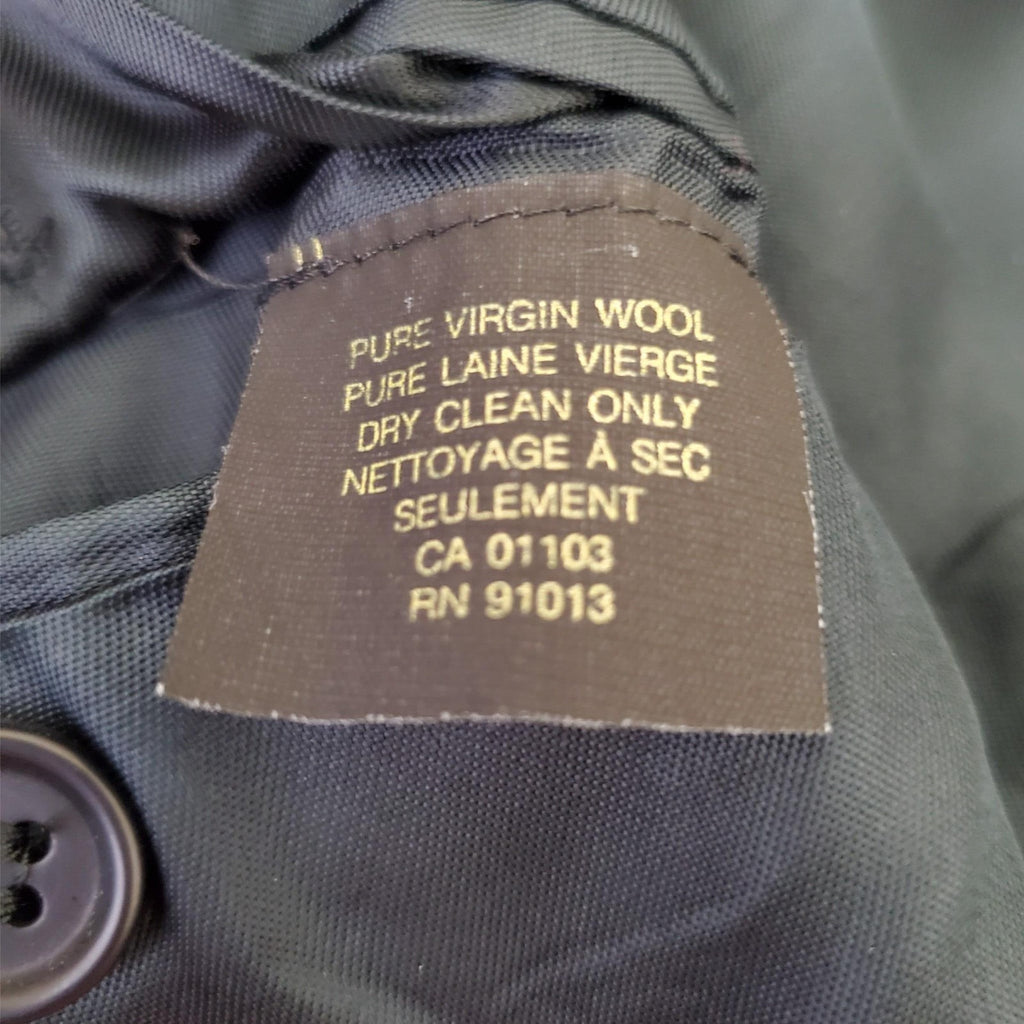 PURE VIRGIN WOOL
PURE LAINE VIERGE
DRY CLEAN ONLY
NETTOYAGE À SEC
SEULEMENT
CA 01103
RN 91013